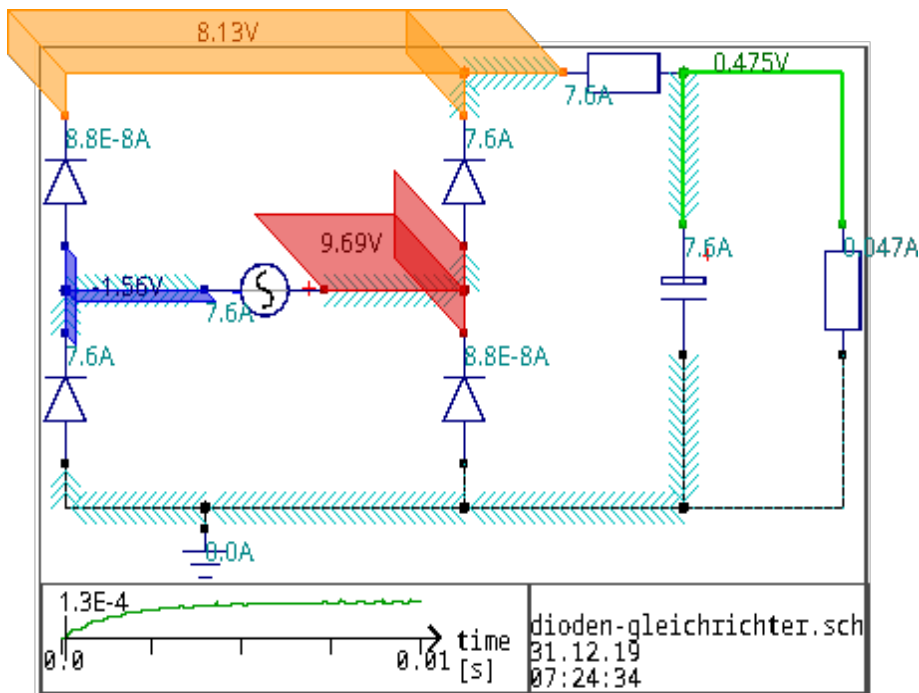 8.13V
0.475V
7.6A
8.8E-8A
7.6A
9.69V
7.6A
0.047A
-1.56V
7.6A
7.6A
8.8E-8A
0.0A
1.3E-4
0.0
0.01
time
[s]
dioden-gleichrichter.sch
31.12.19
07:24:34